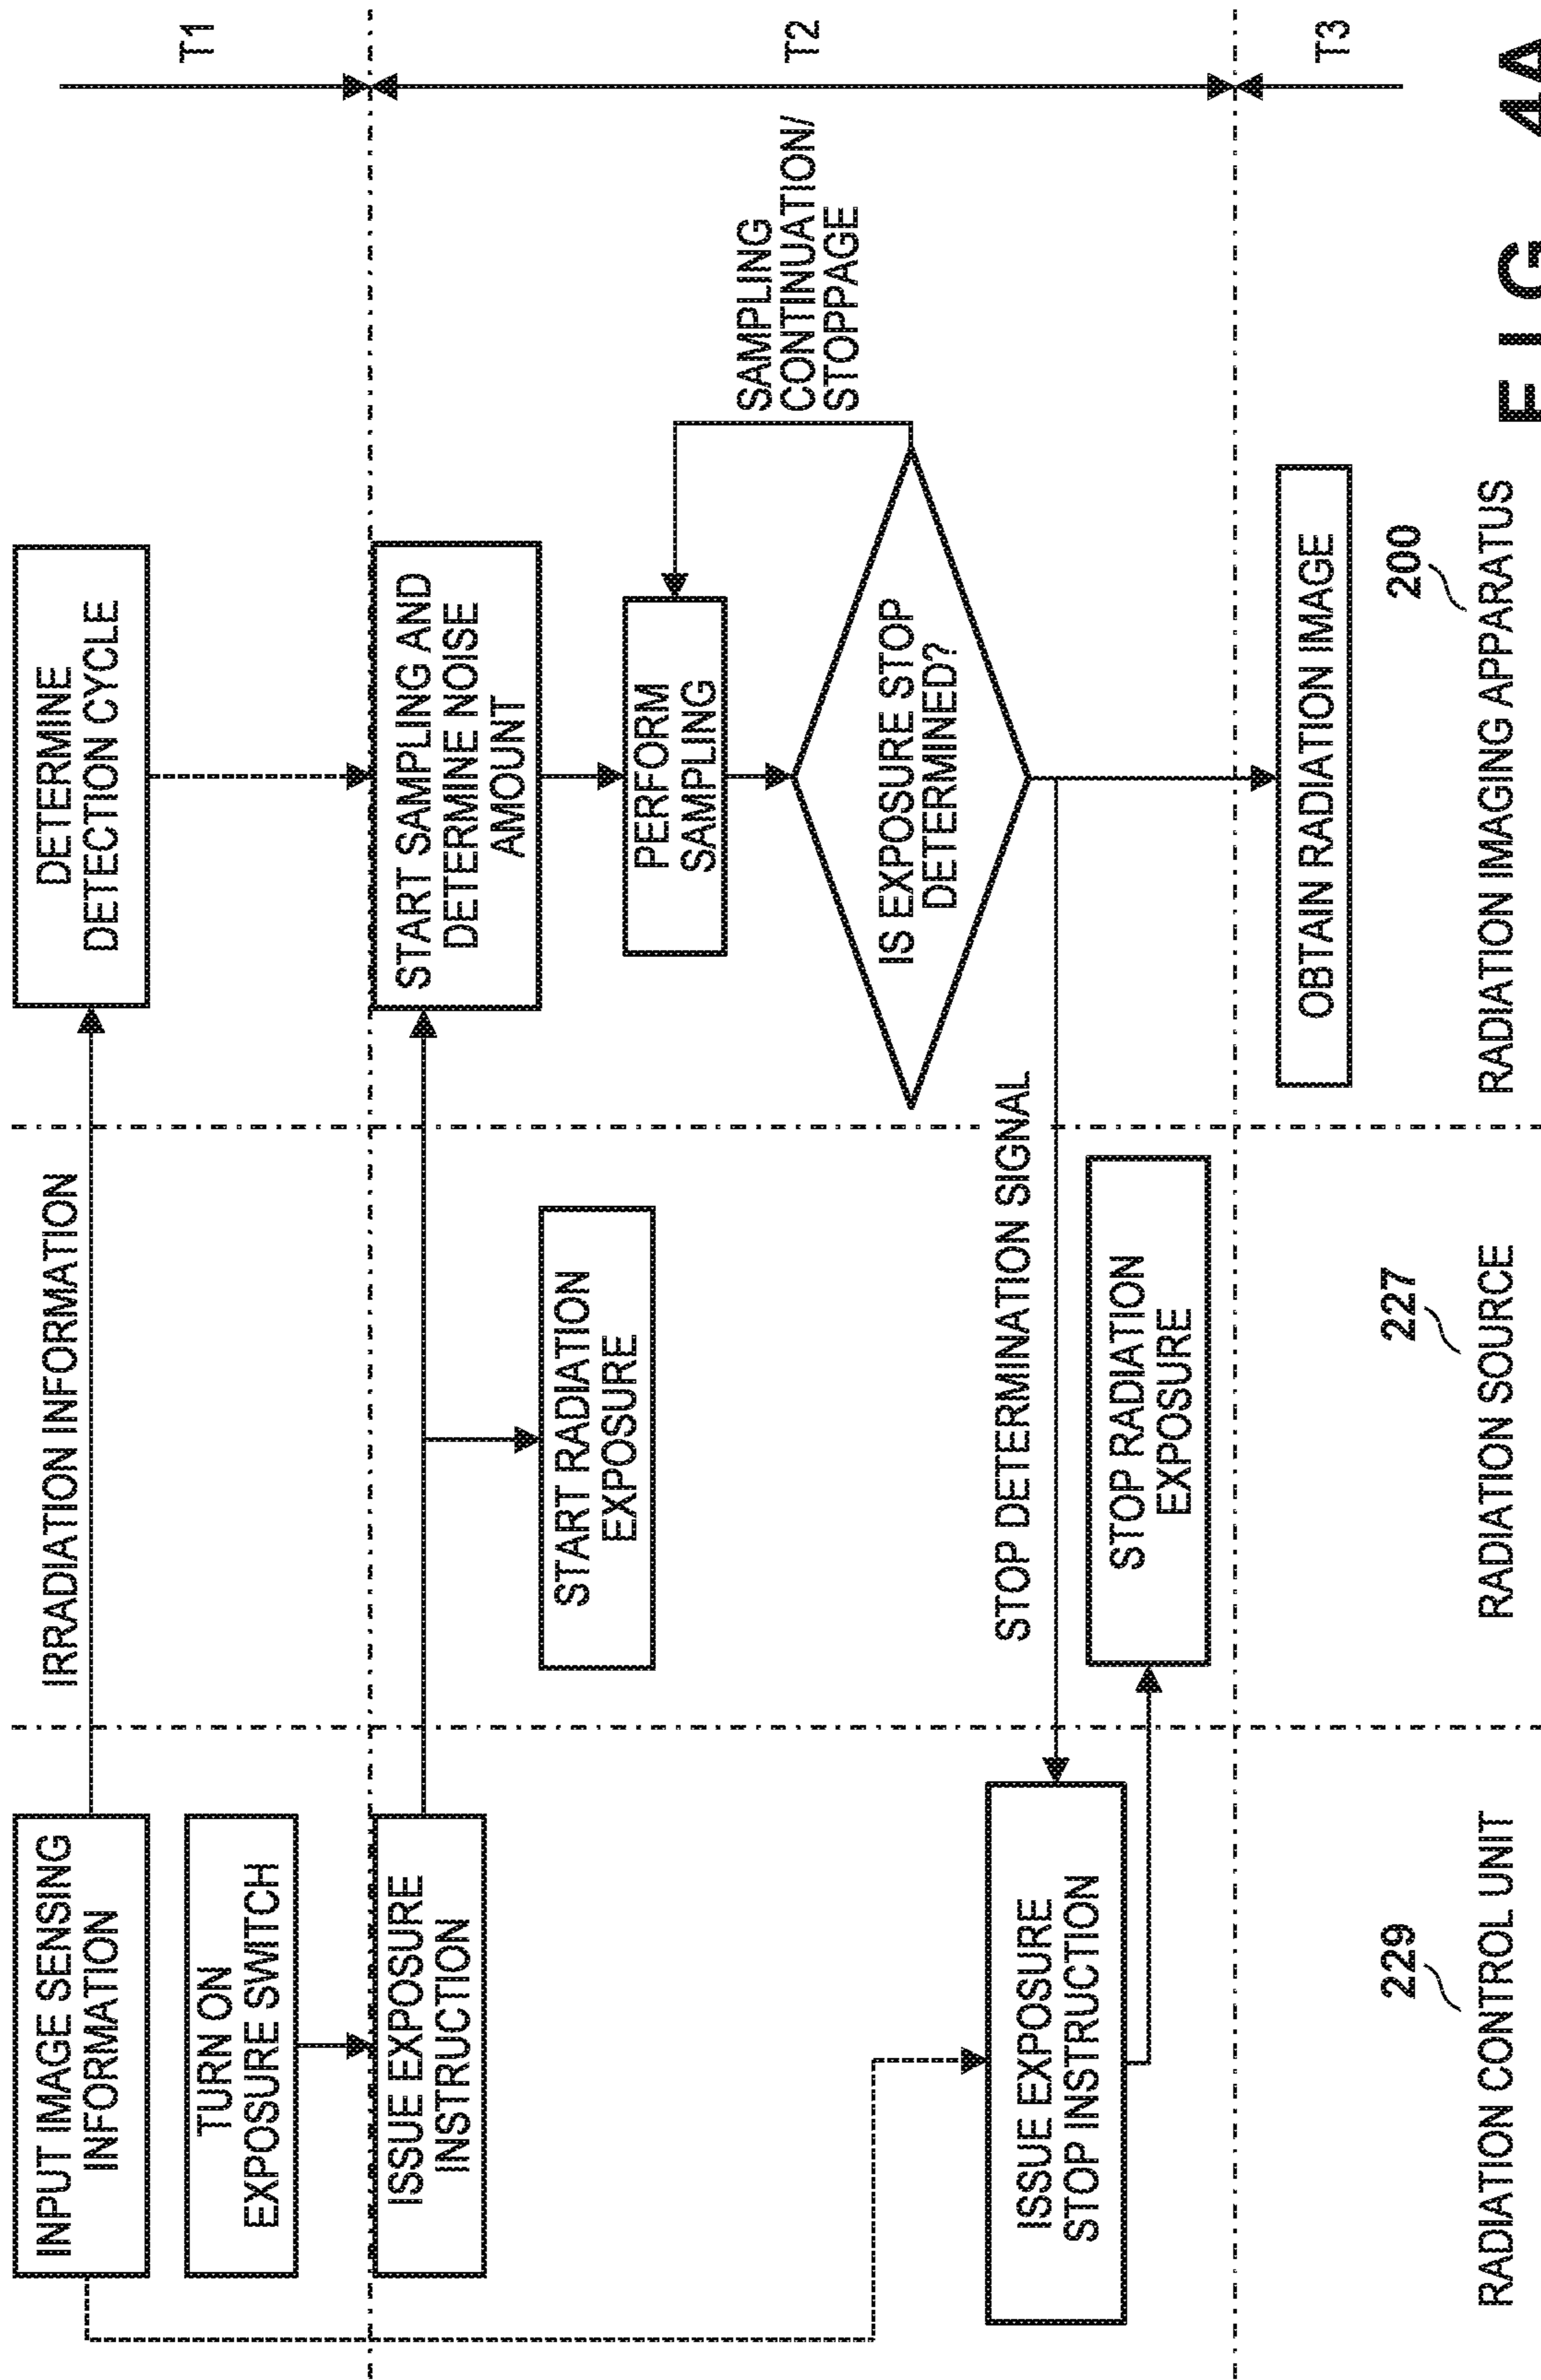 INPUT IMAGE SENSING
INFORMATION
IRRADIATION INFORMATION
DETERMINE
DETECTION CYCLE
T1
TURN ON
EXPOSURE SWITCH
ISSUE EXPOSURE
INSTRUCTION
START SAMPLING AND
DETERMINE NOISE
AMOUNT
START RADIATION
EXPOSURE
PERFORM
SAMPLING
SAMPLING
CONTINUATION/
STOPPAGE
T2
IS EXPOSURE STOP
DETERMINED?
STOP DETERMINATION SIGNAL
ISSUE EXPOSURE
STOP INSTRUCTION
STOP RADIATION
EXPOSURE
OBTAIN RADIATION IMAGE
T3
229
227
200
RADIATION CONTROL UNIT
RADIATION SOURCE
RADIATION IMAGING APPARATUS
FIG. 4A